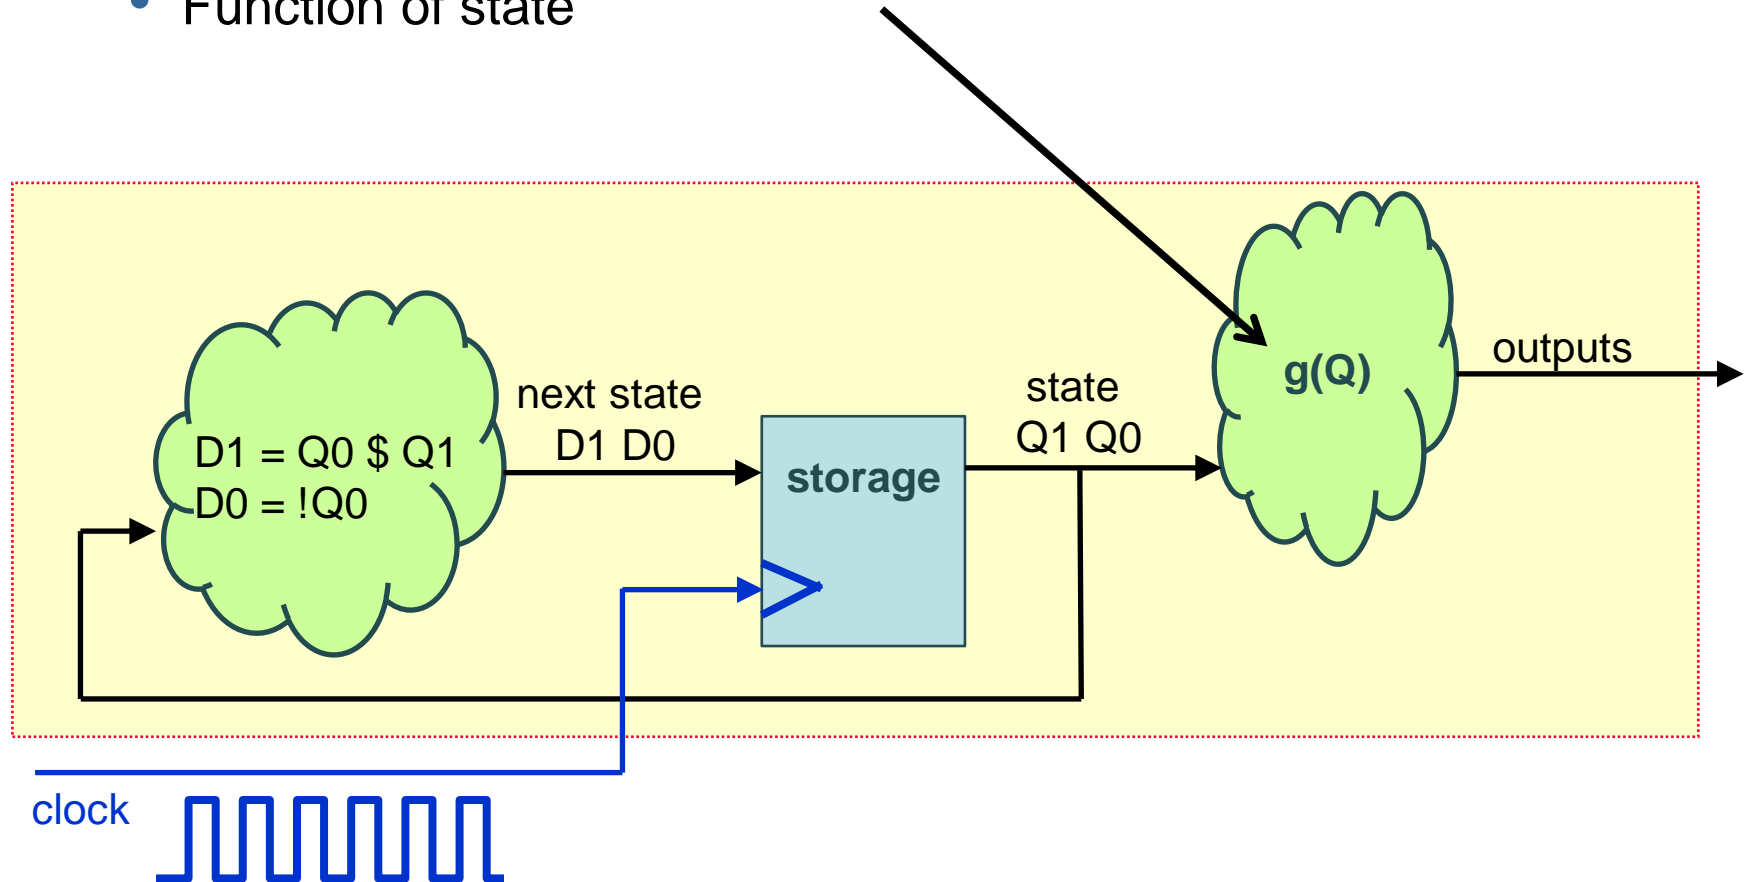 • Function of state
D1 = Q0 $ Q1
D0 = !Q0
next state
D1 D0
storage
state
Q1 Q0
g(Q)
outputs
clock